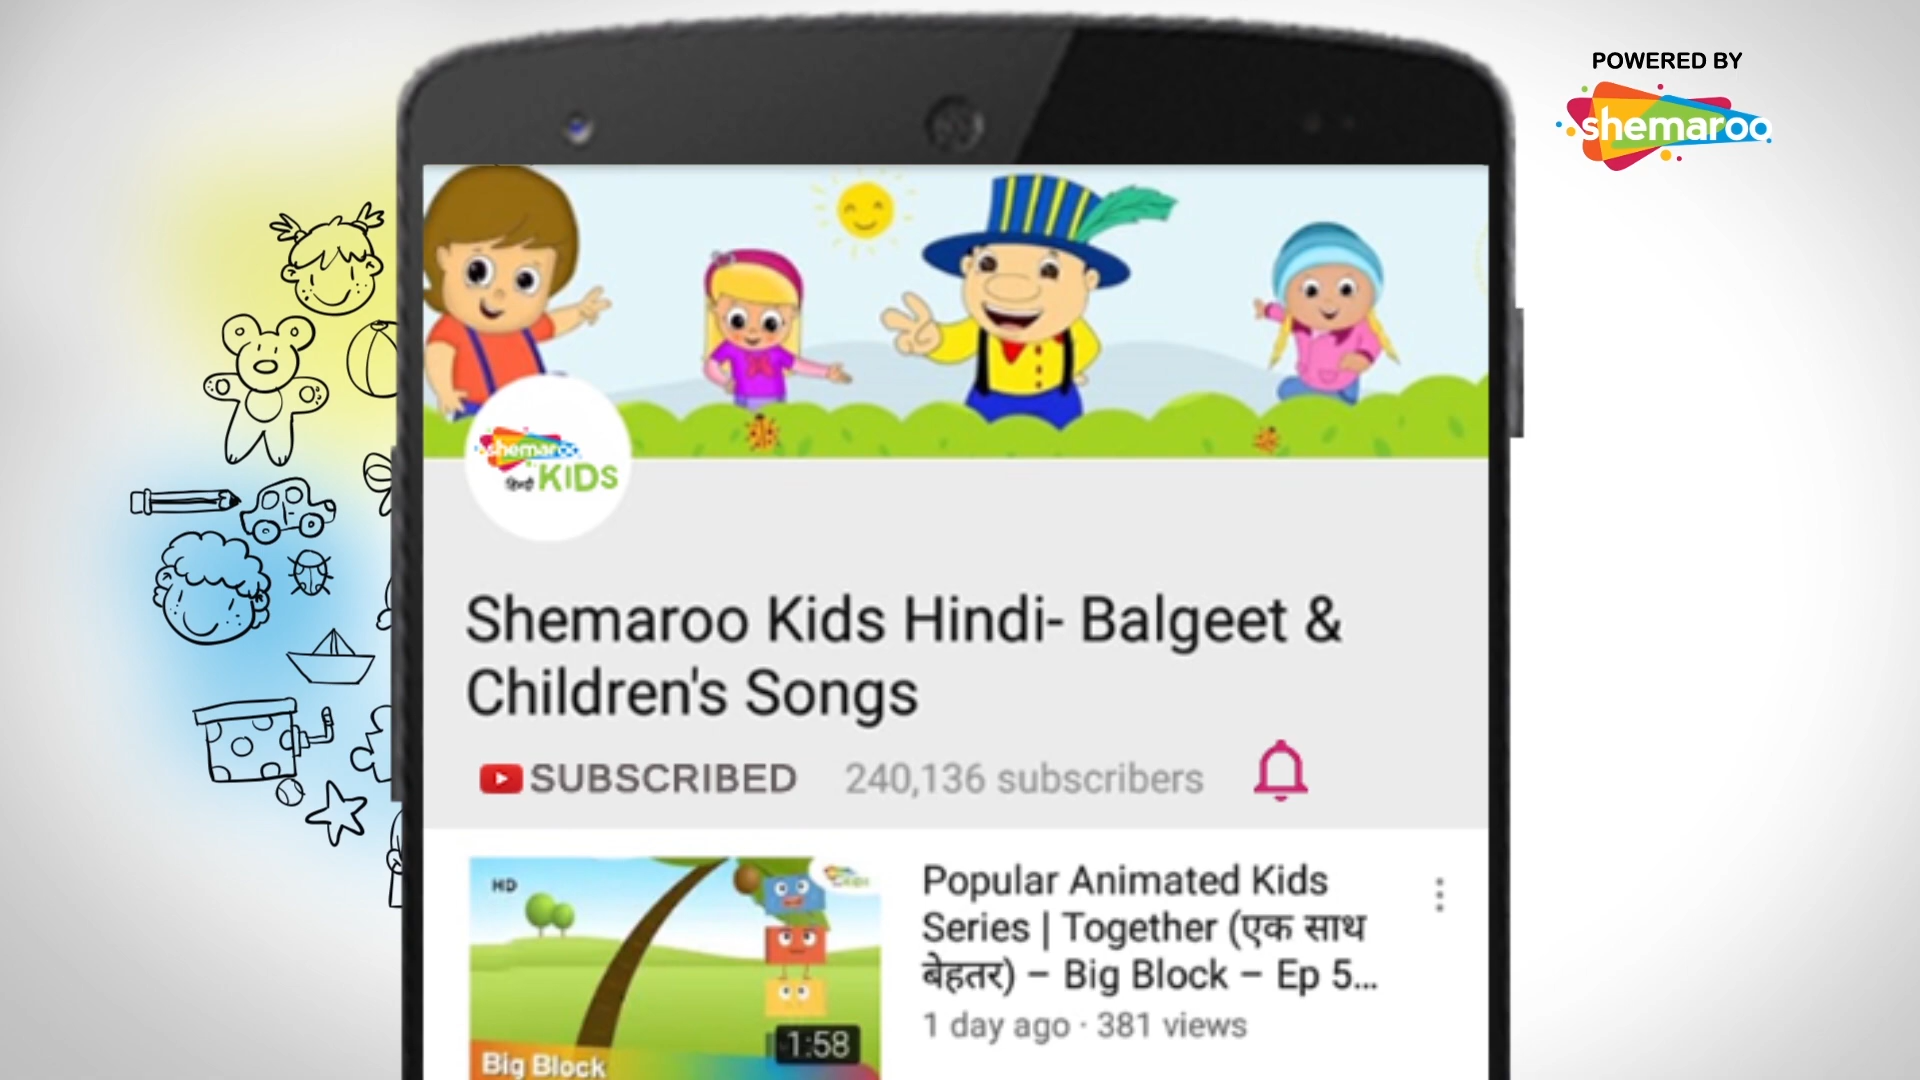 POWERED BY
shemaroo
shemaroo
हिन्दी KIDS
Shemaroo Kids Hindi- Balgeet &
Children's Songs
SUBSCRIBED 240,136 subscribers
HD
Popular Animated Kids
Series | Together (एक साथ
बेहतर) – Big Block – Ep 5...
1 day ago · 381 views
1:58
Big Block